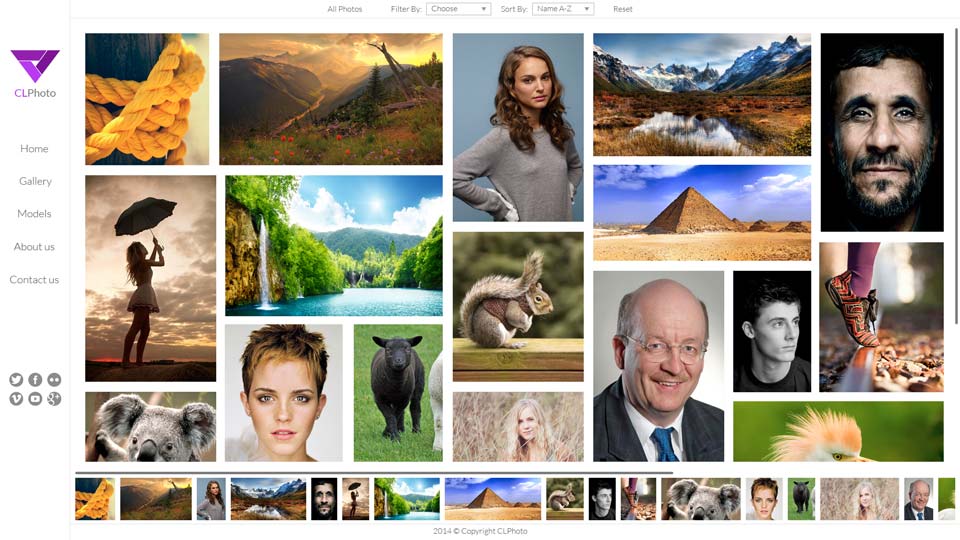 All Photos Filter By: Choose Sort By: Name A-Z Reset
CLPhoto
Home
Gallery
Models
About us
Contact us
2014 © Copyright CLPhoto